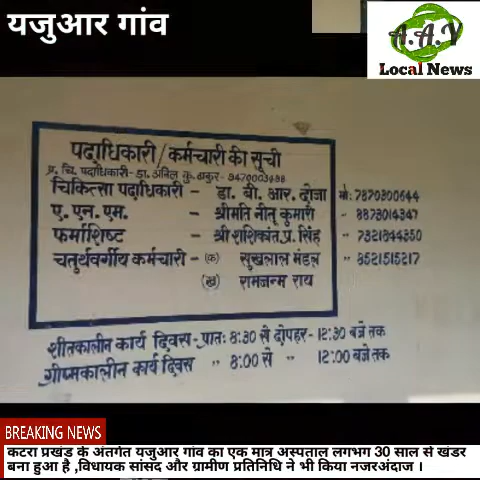 यजुआर गांव
A.A.Y
Local News
पदाधिकारी/कर्मचारी की सूची
प्र. चि. पदाधिकारी- डा. अनिल कु. ठाकुर-
चिकित्सा पदाधिकारी - डा. बी. आर. दोजा मो: 7870300644
ए. एन. एम. - श्रीमति नीतू कुमारी " 8873014347
फर्माशिष्ट - श्री शशिकांत प्र. सिंह " 7321844350
चतुर्थवर्गीय कर्मचारी - (क) सुखलाल मंडल " 8521515217
(ख) रामजन्म राय
शीतकालीन कार्य दिवस - प्रातः 8:30 से दोपहर - 12:30 बजे तक
ग्रीष्मकालीन कार्य दिवस " 8:00 से " 12:00 बजे तक
BREAKING NEWS
कटरा प्रखंड के अंतर्गत यजुआर गांव का एक मात्र अस्पताल लगभग 30 साल से खंडर
बना हुआ है ,विधायक सांसद और ग्रामीण प्रतिनिधि ने भी किया नजरअंदाज ।